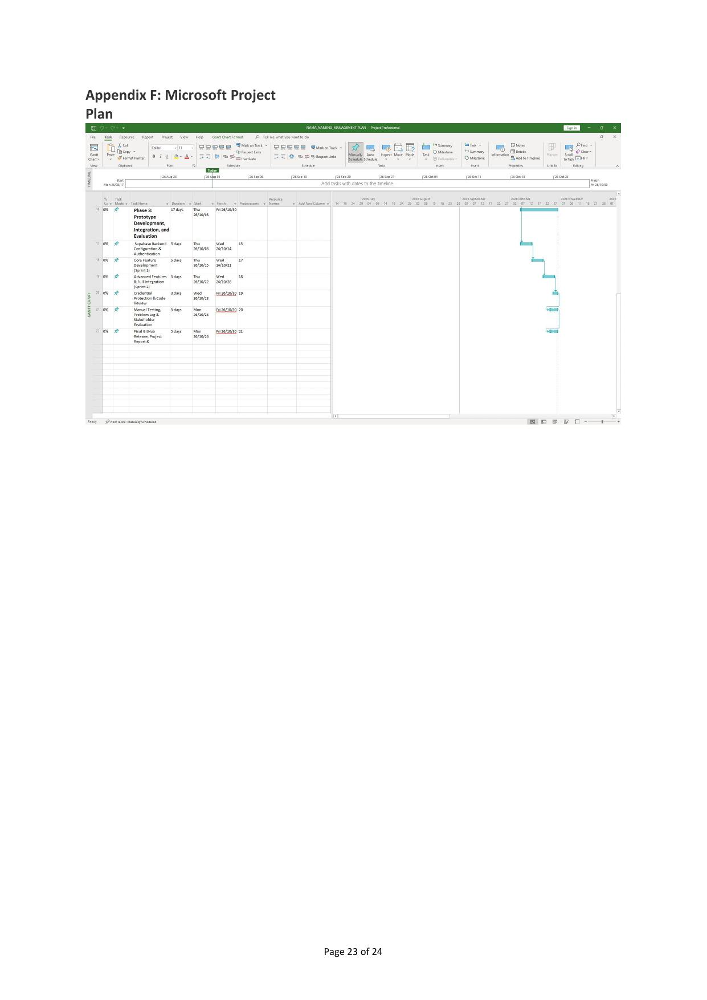 Appendix F: Microsoft Project
Plan
NAMA_NAMENG_MANAGEMENT PLAN - Project Professional
Sign in
File Task Resource Report Project View Help Gantt Chart Format Tell me what you want to do
Gantt Chart
View
Paste
Cut
Copy
Format Painter
Clipboard
Calibri 11
B I U A
Font
Mark on Track
Respect Links
Inactivate
Schedule
Mark on Track
Respect Links
Schedule
Manually Schedule
Auto Schedule
Inspect
Move
Mode
Tasks
Task
Summary
Milestone
Deliverable
Insert
Task
Summary
Milestone
Insert
Information
Notes
Details
Add to Timeline
Properties
Planner
Link To
Scroll to Task
Find
Clear
Fill
Editing
TIMELINE
Today
'26 Aug 23 '26 Aug 30 '26 Sep 06 '26 Sep 13 '26 Sep 20 '26 Sep 27 '26 Oct 04 '26 Oct 11 '26 Oct 18 '26 Oct 25
Start
Mon 26/08/17
Add tasks with dates to the timeline
Finish
Fri 26/10/30
GANTT CHART
% Co
Task Mode
Task Name
Duration
Start
Finish
Predecessors
Resource Names
Add New Column
2026 July 2026 August 2026 September 2026 October 2026 November 2026
14 19 24 29 04 09 14 19 24 29 03 08 13 18 23 28 02 07 12 17 22 27 02 07 12 17 22 27 01 06 11 16 21 26 01
16 0% Phase 3: 17 days Thu Fri 26/10/30
Prototype 26/10/08
Development,
Integration, and
Evaluation
17 0% Supabase Backend 5 days Thu Wed 15
Configuration & 26/10/08 26/10/14
Authentication
18 0% Core Feature 5 days Thu Wed 17
Development 26/10/15 26/10/21
(Sprint 1)
19 0% Advanced Features 5 days Thu Wed 18
& Full Integration 26/10/22 26/10/28
(Sprint 2)
20 0% Credential 3 days Wed Fri 26/10/30 19
Protection & Code 26/10/28
Review
21 0% Manual Testing, 5 days Mon Fri 26/10/30 20
Problem Log & 26/10/26
Stakeholder
Evaluation
22 0% Final GitHub 5 days Mon Fri 26/10/30 21
Release, Project 26/10/26
Report &
Ready New Tasks : Manually Scheduled
Page 23 of 24